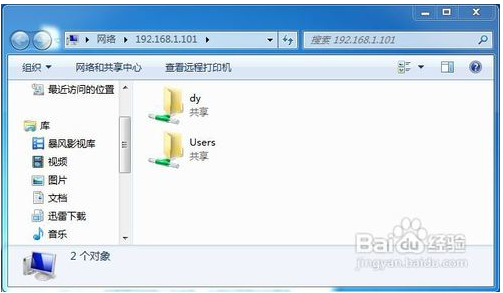 网络 192.168.1.101 搜索 192.168.1.101
组织 网络和共享中心 查看远程打印机
最近访问的位置
库
暴风影视库
视频
图片
文档
迅雷下载
音乐
dy
共享
Users
共享
2 个对象
Baidu经验
jingyan.baidu.com